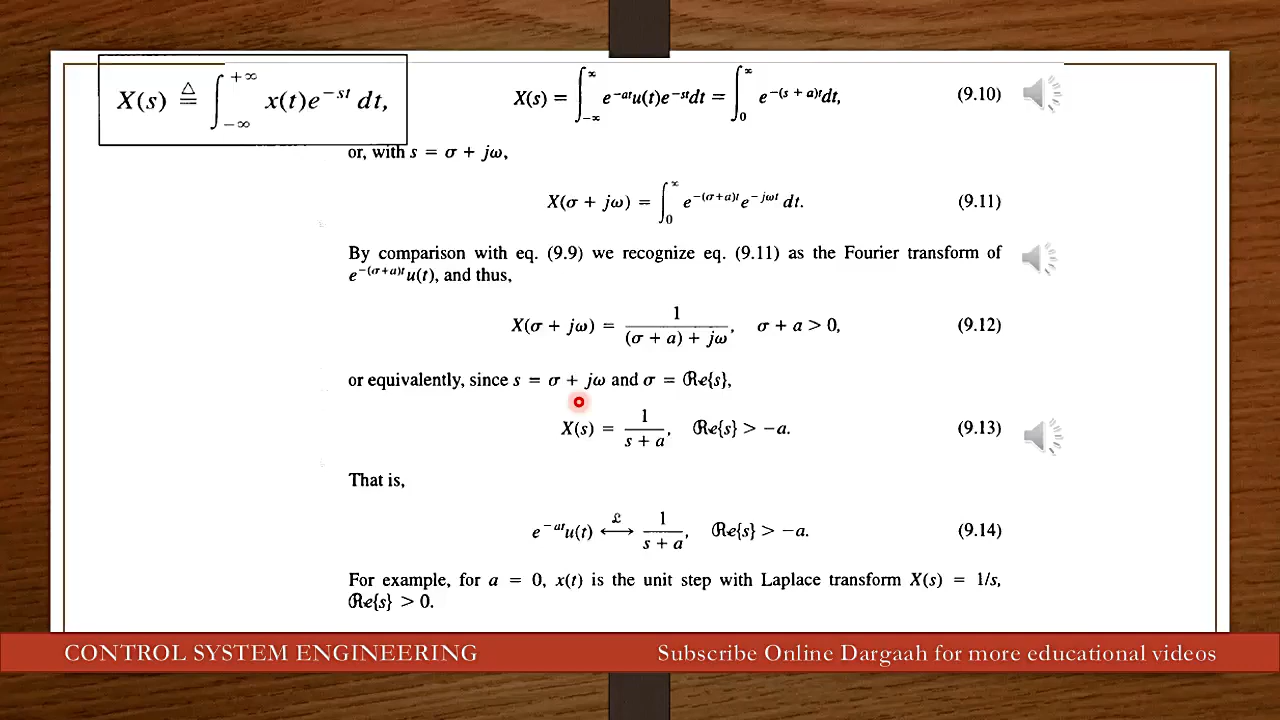 X(s) ≜ ∫_{-∞}^{+∞} x(t)e^{-st} dt,
X(s) = ∫_{-∞}^{∞} e^{-at}u(t)e^{-st}dt = ∫_{0}^{∞} e^{-(s + a)t}dt, (9.10)
or, with s = σ + jω,
X(σ + jω) = ∫_{0}^{∞} e^{-(σ+a)t}e^{-jωt} dt. (9.11)
By comparison with eq. (9.9) we recognize eq. (9.11) as the Fourier transform of
e^{-(σ+a)t}u(t), and thus,
X(σ + jω) = 1/((σ + a) + jω), σ + a > 0, (9.12)
or equivalently, since s = σ + jω and σ = ℜe{s},
X(s) = 1/(s + a), ℜe{s} > −a. (9.13)
That is,
e^{-at}u(t) ⟷^{£} 1/(s + a), ℜe{s} > −a. (9.14)
For example, for a = 0, x(t) is the unit step with Laplace transform X(s) = 1/s,
ℜe{s} > 0.
CONTROL SYSTEM ENGINEERING Subscribe Online Dargaah for more educational videos